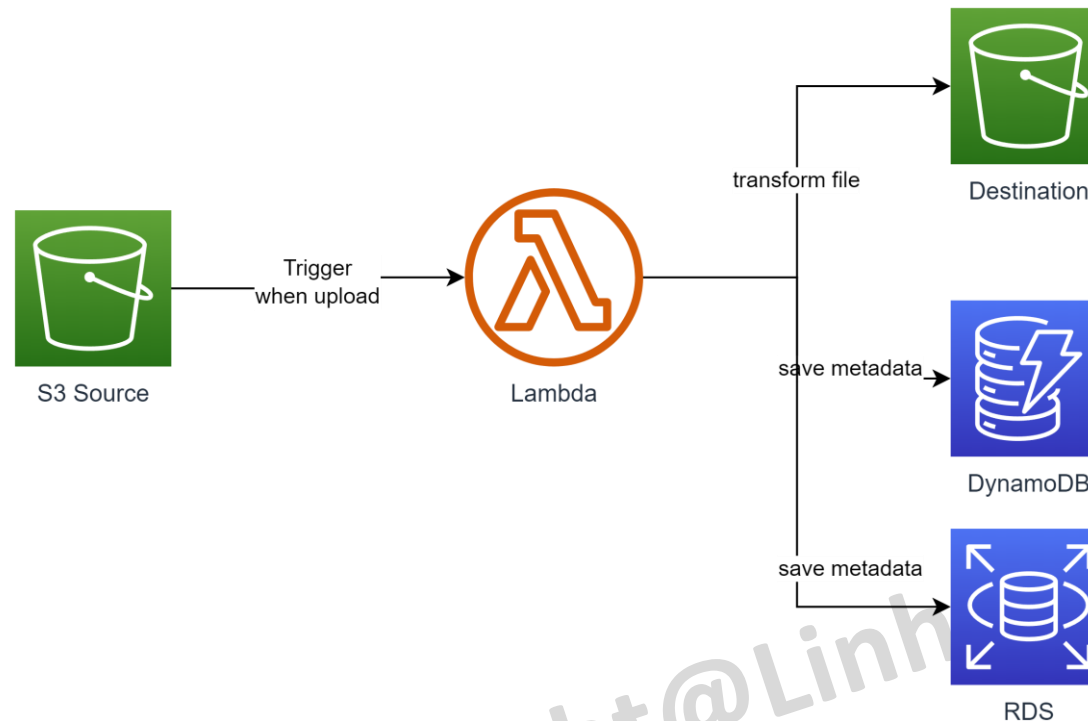 transform file
Destination
Trigger
when upload
S3 Source
Lambda
save metadata
DynamoDB
save metadata
RDS